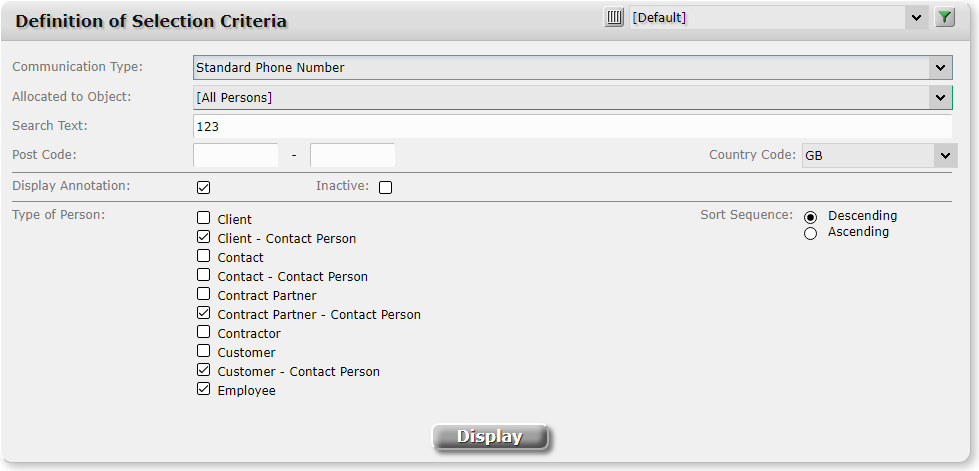 Definition of Selection Criteria [Default]
Communication Type: Standard Phone Number
Allocated to Object: [All Persons]
Search Text: 123
Post Code: - Country Code: GB
Display Annotation: Inactive:
Type of Person: Client Sort Sequence: Descending
Ascending
Client - Contact Person
Contact
Contact - Contact Person
Contract Partner
Contract Partner - Contact Person
Contractor
Customer
Customer - Contact Person
Employee
Display